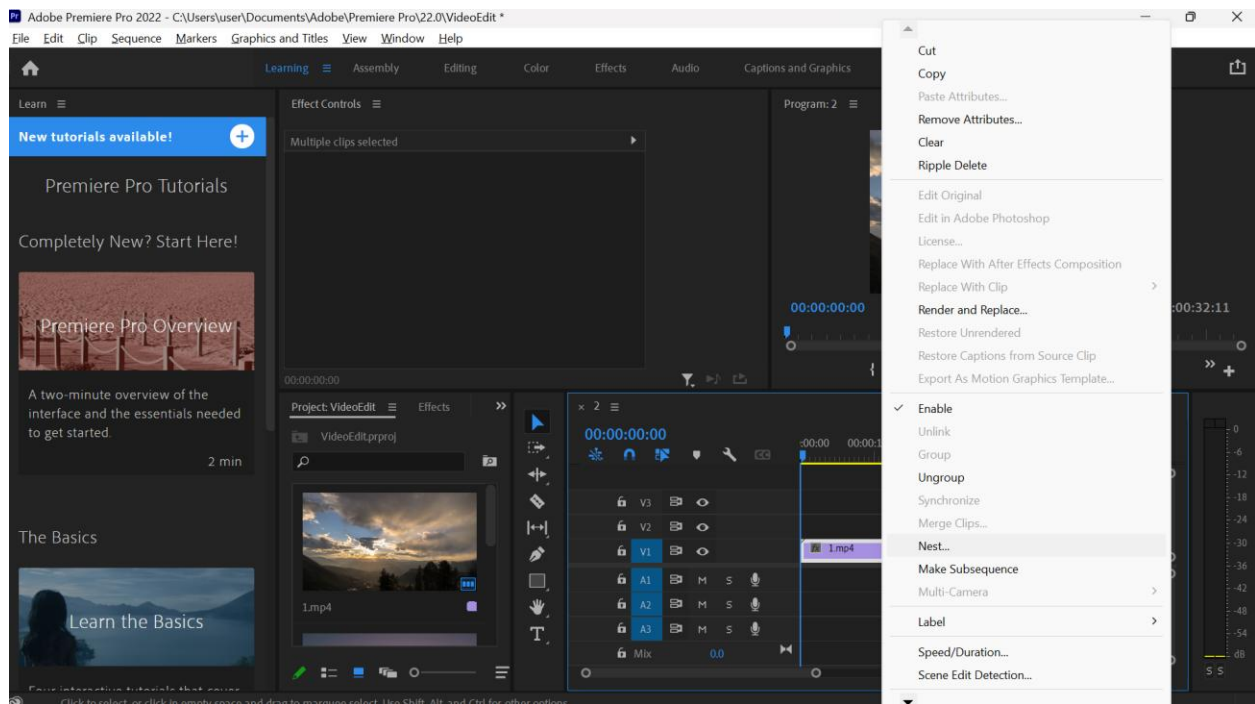 Adobe Premiere Pro 2022 - C:\Users\user\Documents\Adobe\Premiere Pro\22.0\VideoEdit *
File Edit Clip Sequence Markers Graphics and Titles View Window Help
Learning Assembly Editing Color Effects Audio Captions and Graphics
Learn
New tutorials available!
Premiere Pro Tutorials
Completely New? Start Here!
Premiere Pro Overview
A two-minute overview of the
interface and the essentials needed
to get started.
2 min
The Basics
Learn the Basics
Four interactive tutorials that cover
Effect Controls
Multiple clips selected
00:00:00:00
Program: 2
00:00:00:00
:00:32:11
Project: VideoEdit Effects
VideoEdit.prproj
1.mp4
2
00:00:00:00
:00:00 00:00:1
V3
V2
V1 1.mp4
A1 M S
A2 M S
A3 M S
Mix 0.0
Cut
Copy
Paste Attributes...
Remove Attributes...
Clear
Ripple Delete
Edit Original
Edit in Adobe Photoshop
License...
Replace With After Effects Composition
Replace With Clip
Render and Replace...
Restore Unrendered
Restore Captions from Source Clip
Export As Motion Graphics Template...
Enable
Unlink
Group
Ungroup
Synchronize
Merge Clips...
Nest...
Make Subsequence
Multi-Camera
Label
Speed/Duration...
Scene Edit Detection...
0
-6
-12
-18
-24
-30
-36
-42
-48
-54
dB
S S
Click to select, or click in empty space and drag to marquee select. Use Shift, Alt, and Ctrl for other options.